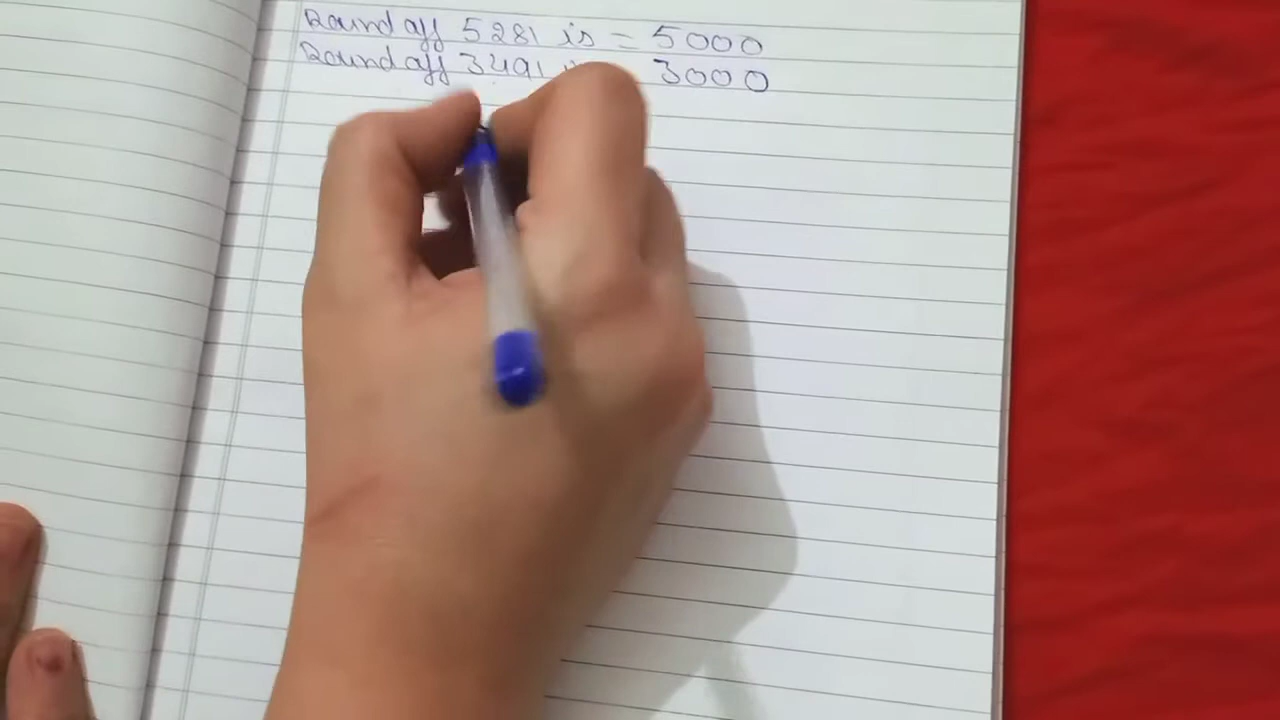 Round off 5281 is = 5000
Round off 3491 3000